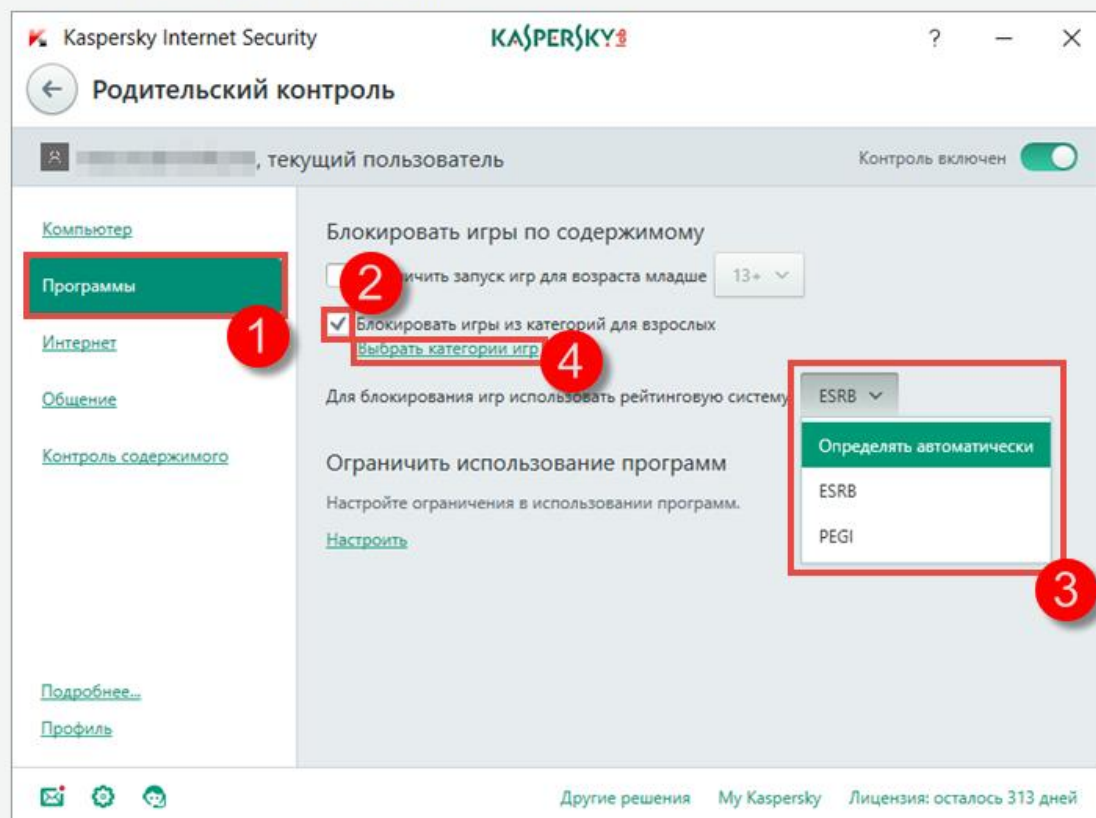 Kaspersky Internet Security
KASPERSKY
?
Родительский контроль
, текущий пользователь
Контроль включен
Компьютер
Программы
1
Интернет
Общение
Контроль содержимого
Подробнее...
Профиль
Блокировать игры по содержимому
2
запуск игр для возраста младше
13+
Блокировать игры из категорий для взрослых
Выбрать категории игр
4
Для блокирования игр использовать рейтинговую систему
ESRB
Определять автоматически
ESRB
PEGI
3
Ограничить использование программ
Настройте ограничения в использовании программ.
Настроить
Другие решения
My Kaspersky
Лицензия: осталось 313 дней